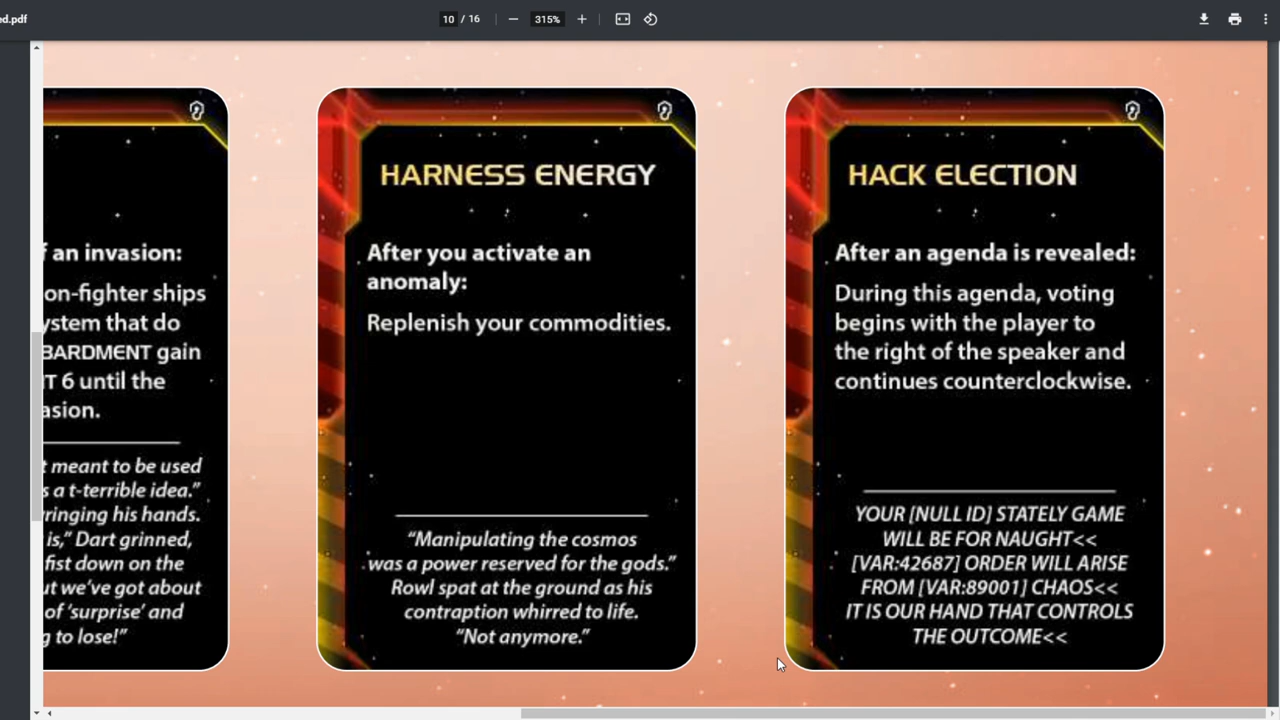 ed.pdf
10 / 16
315%
f an invasion:
on-fighter ships
ystem that do
BARDMENT gain
T 6 until the
asion.
t meant to be used
s a t-terrible idea.”
ringing his hands.
is,” Dart grinned,
fist down on the
ut we’ve got about
of ‘surprise’ and
g to lose!”
HARNESS ENERGY
After you activate an
anomaly:
Replenish your commodities.
“Manipulating the cosmos
was a power reserved for the gods.”
Rowl spat at the ground as his
contraption whirred to life.
“Not anymore.”
HACK ELECTION
After an agenda is revealed:
During this agenda, voting
begins with the player to
the right of the speaker and
continues counterclockwise.
YOUR [NULL ID] STATELY GAME
WILL BE FOR NAUGHT<<
[VAR:42687] ORDER WILL ARISE
FROM [VAR:89001] CHAOS<<
IT IS OUR HAND THAT CONTROLS
THE OUTCOME<<